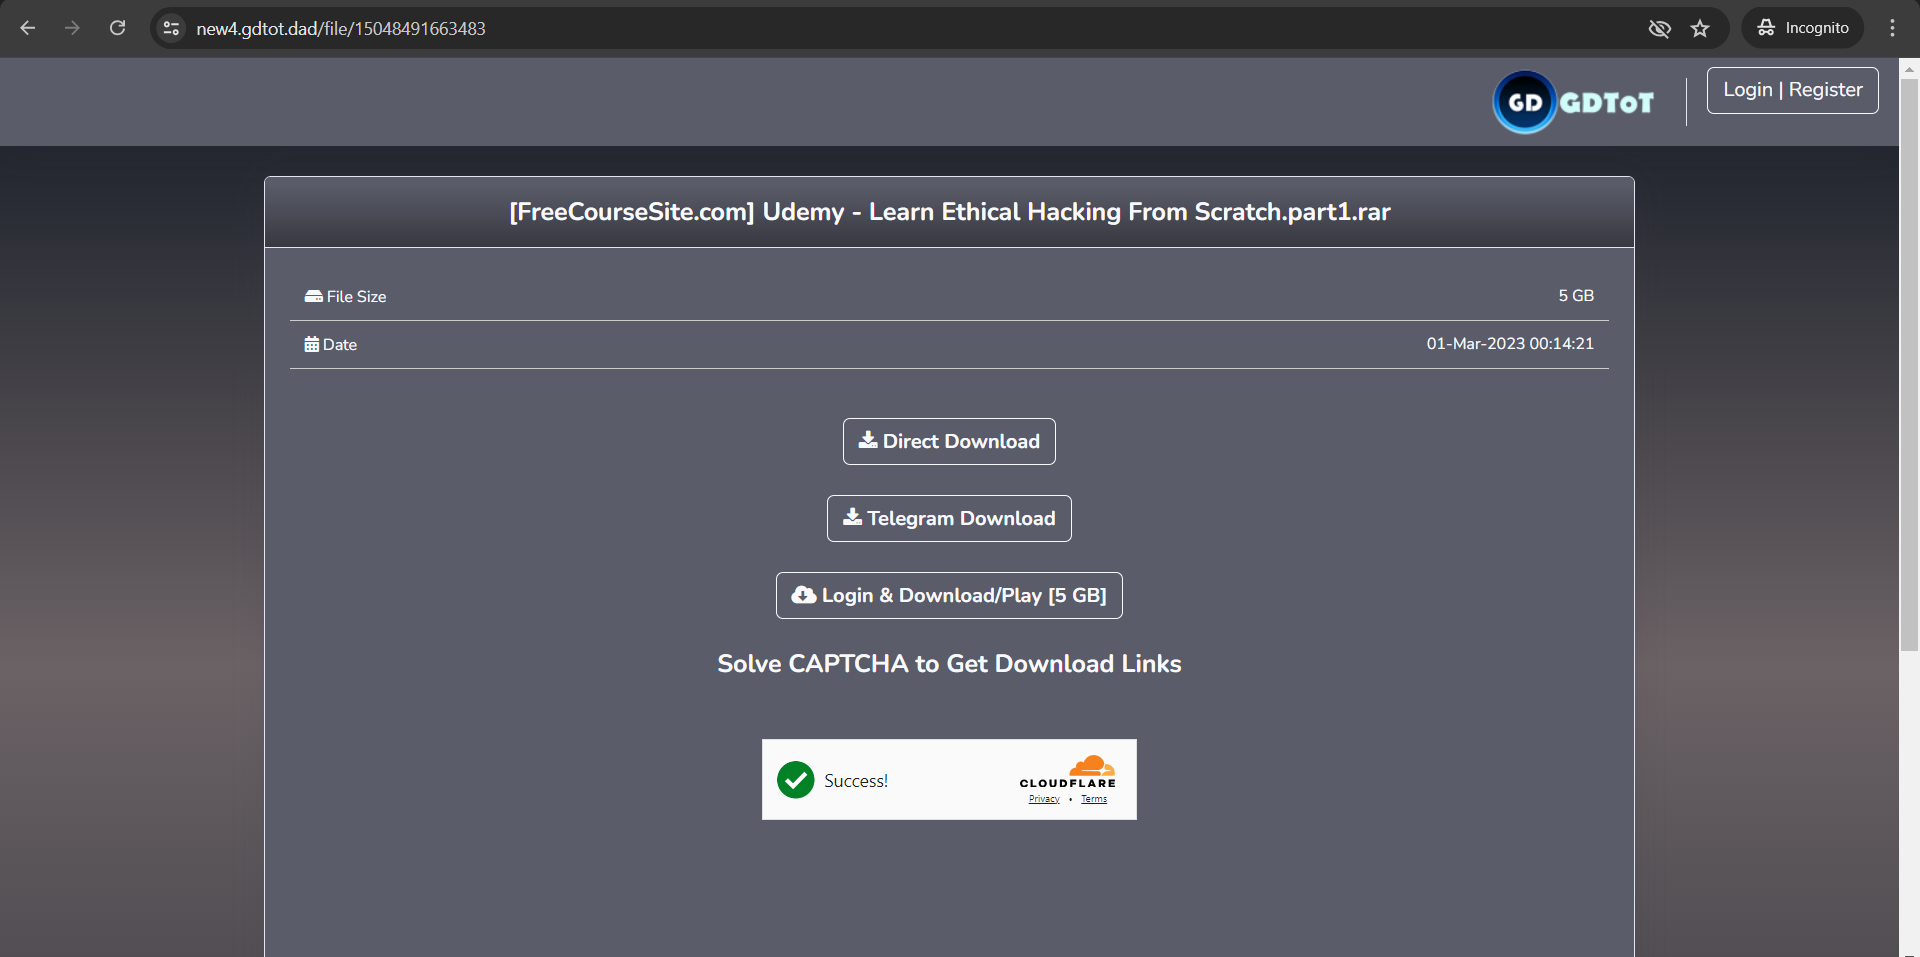 new4.gdtot.dad/file/15048491663483
Incognito
GD GDToT
Login | Register
[FreeCourseSite.com] Udemy - Learn Ethical Hacking From Scratch.part1.rar
File Size 5 GB
Date 01-Mar-2023 00:14:21
Direct Download
Telegram Download
Login & Download/Play [5 GB]
Solve CAPTCHA to Get Download Links
Success!
CLOUDFLARE
Privacy • Terms